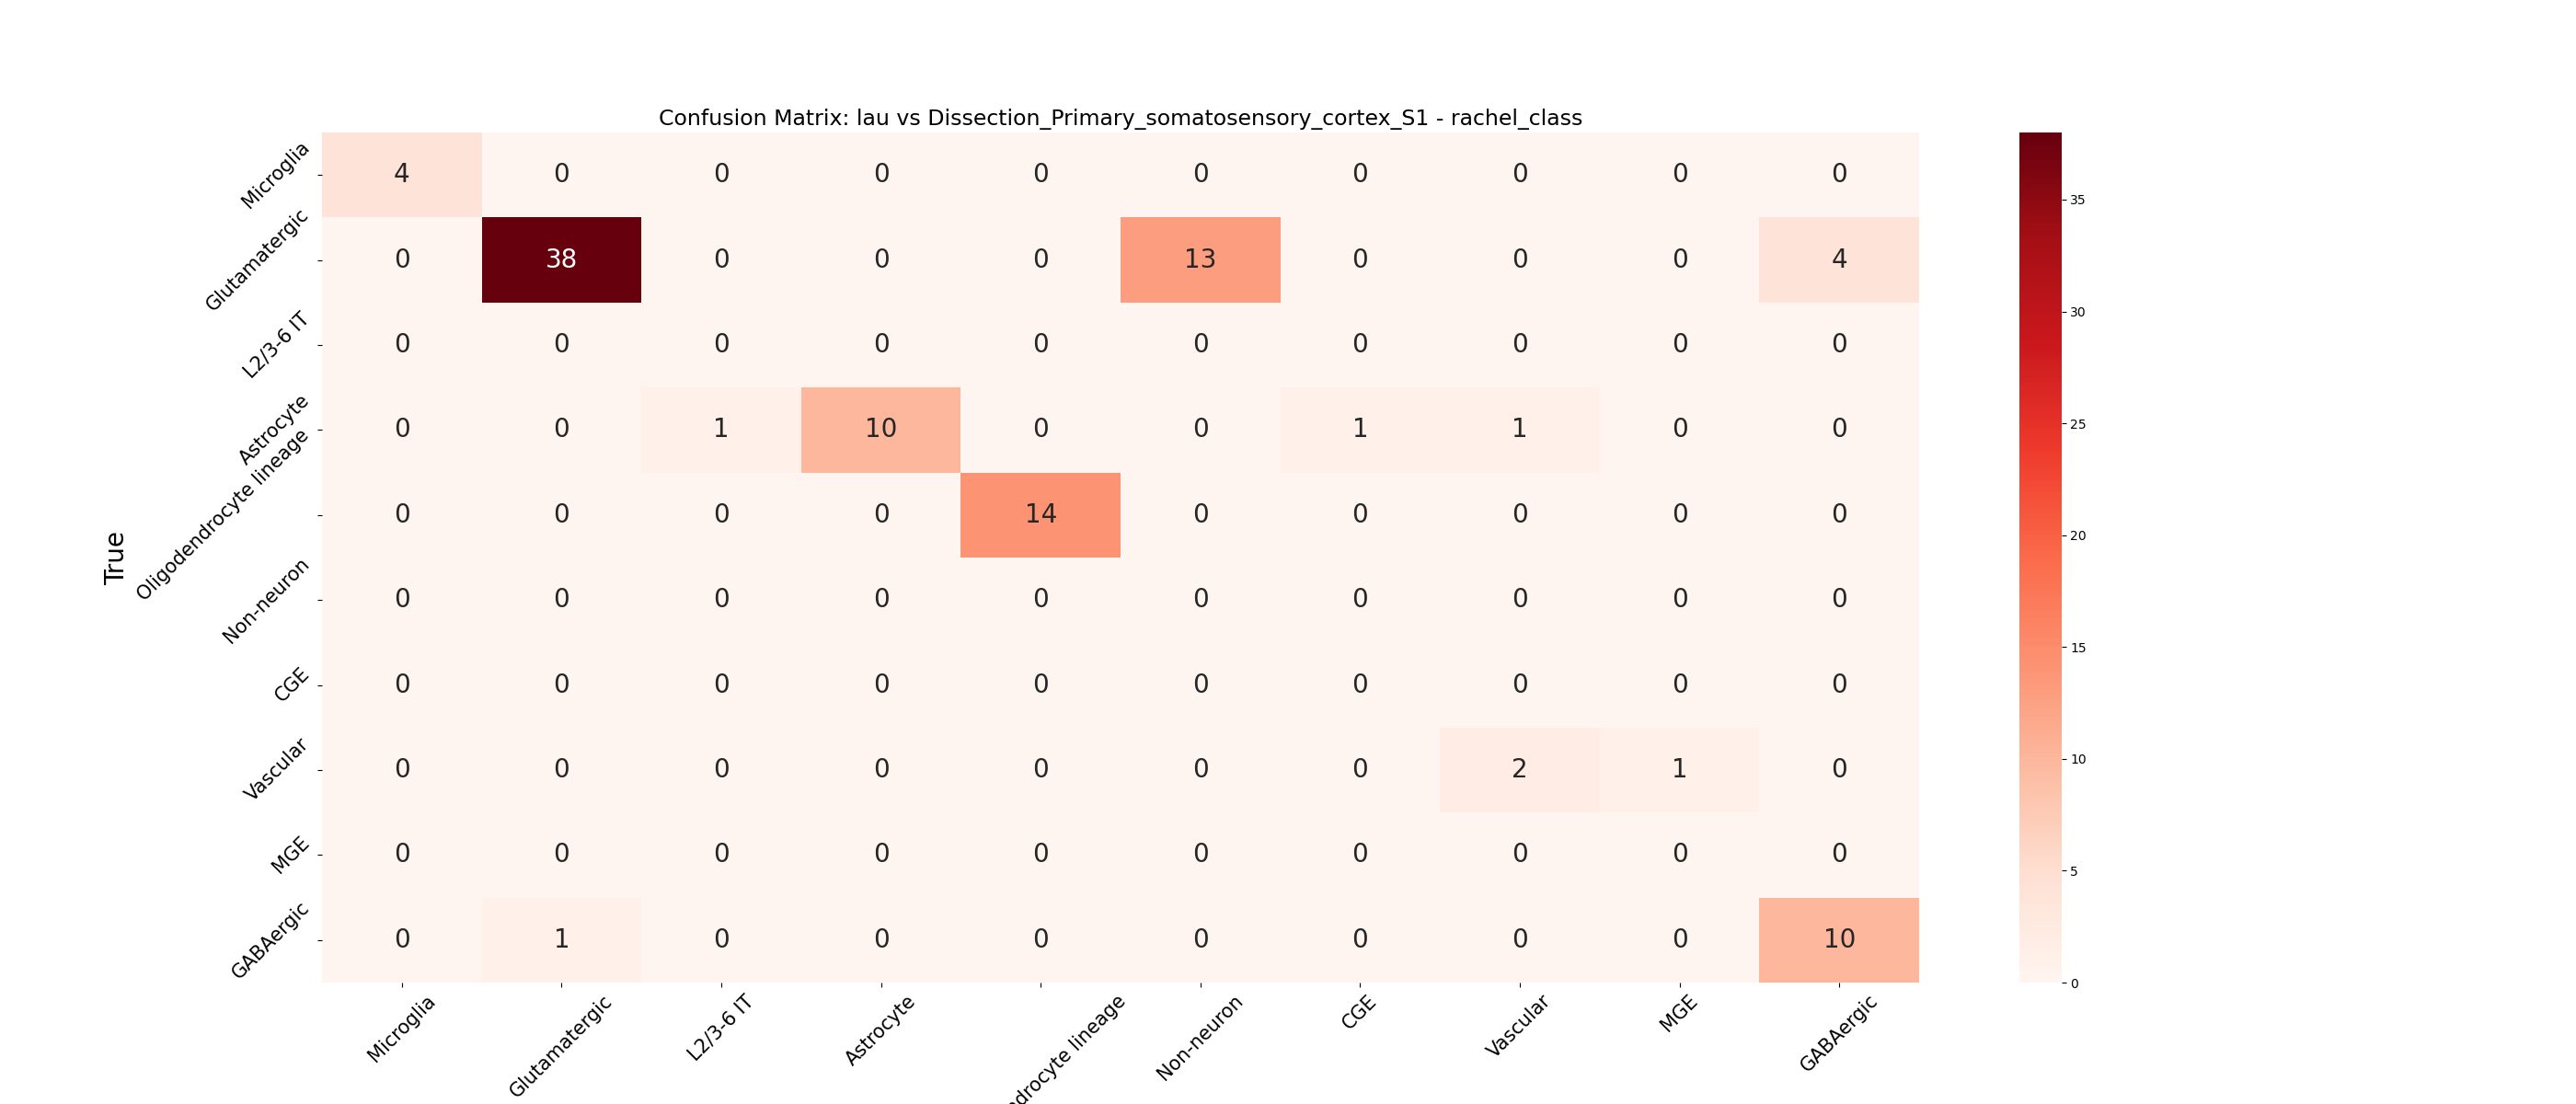 Confusion Matrix: lau vs Dissection_Primary_somatosensory_cortex_S1 - rachel_class
True
Microglia 4 0 0 0 0 0 0 0 0 0
Glutamatergic 0 38 0 0 0 13 0 0 0 4
L2/3-6 IT 0 0 0 0 0 0 0 0 0 0
Astrocyte 0 0 1 10 0 0 1 1 0 0
Oligodendrocyte lineage 0 0 0 0 14 0 0 0 0 0
Non-neuron 0 0 0 0 0 0 0 0 0 0
CGE 0 0 0 0 0 0 0 0 0 0
Vascular 0 0 0 0 0 0 0 2 1 0
MGE 0 0 0 0 0 0 0 0 0 0
GABAergic 0 1 0 0 0 0 0 0 0 10
Microglia Glutamatergic L2/3-6 IT Astrocyte lineage Non-neuron CGE Vascular MGE GABAergic
35
30
25
20
15
10
5
0